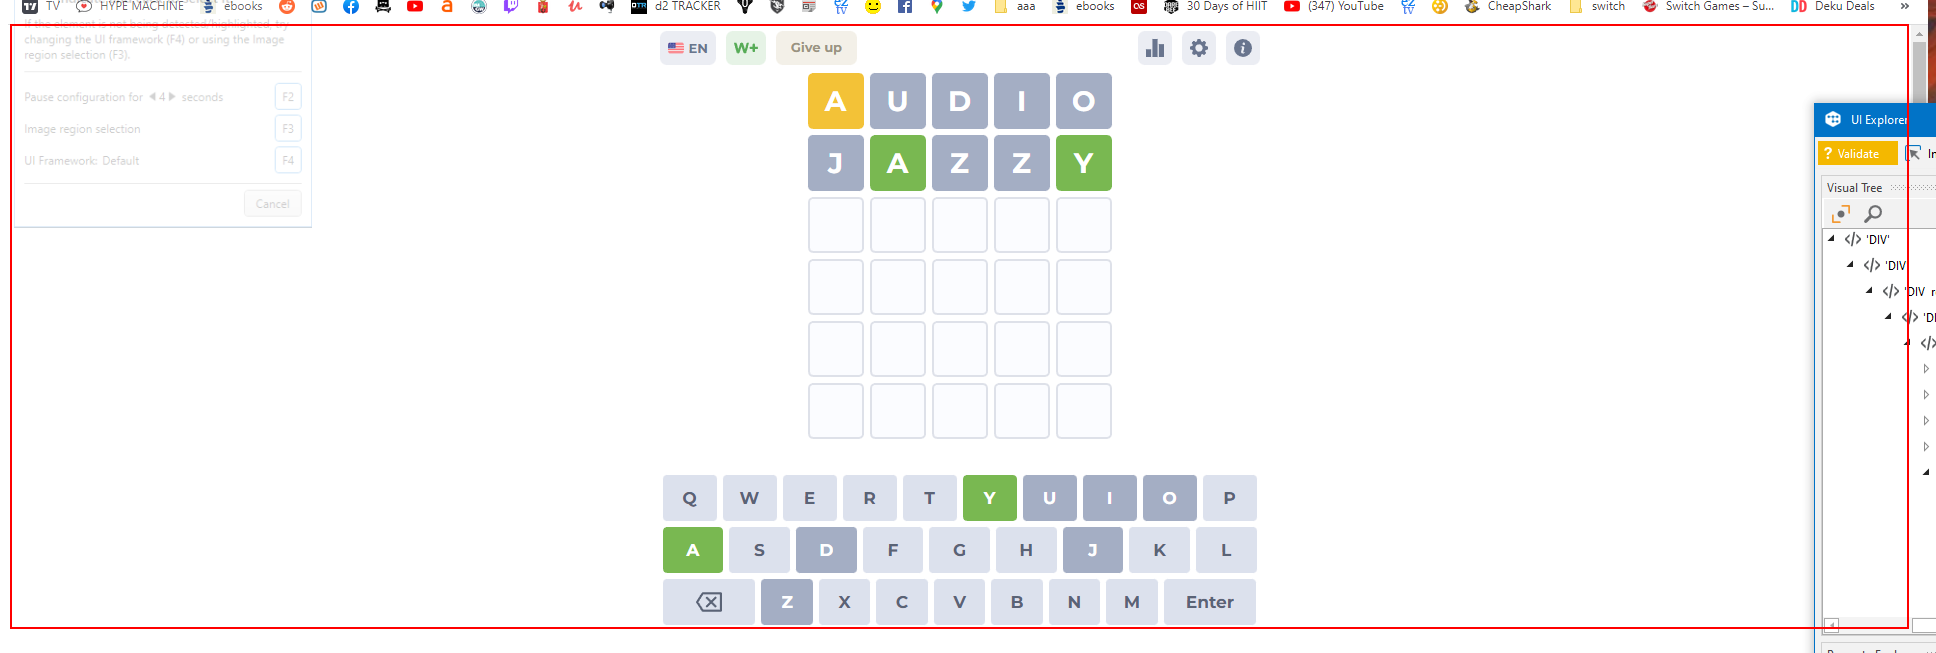 TV HYPE MACHINE ebooks d2 TRACKER aaa ebooks 30 Days of HIIT (347) YouTube CheapShark switch Switch Games – Su... Deku Deals »
If the element is not being detected/highlighted, try
changing the UI framework (F4) or using the Image
region selection (F3).
Pause configuration for 4 seconds F2
Image region selection F3
UI Framework: Default F4
Cancel
EN W+ Give up
A U D I O
J A Z Z Y
Q W E R T Y U I O P
A S D F G H J K L
Z X C V B N M Enter
UI Explorer
? Validate In
Visual Tree
</> 'DIV'
</> 'DIV'
</> 'DIV r
</> 'DI
</>